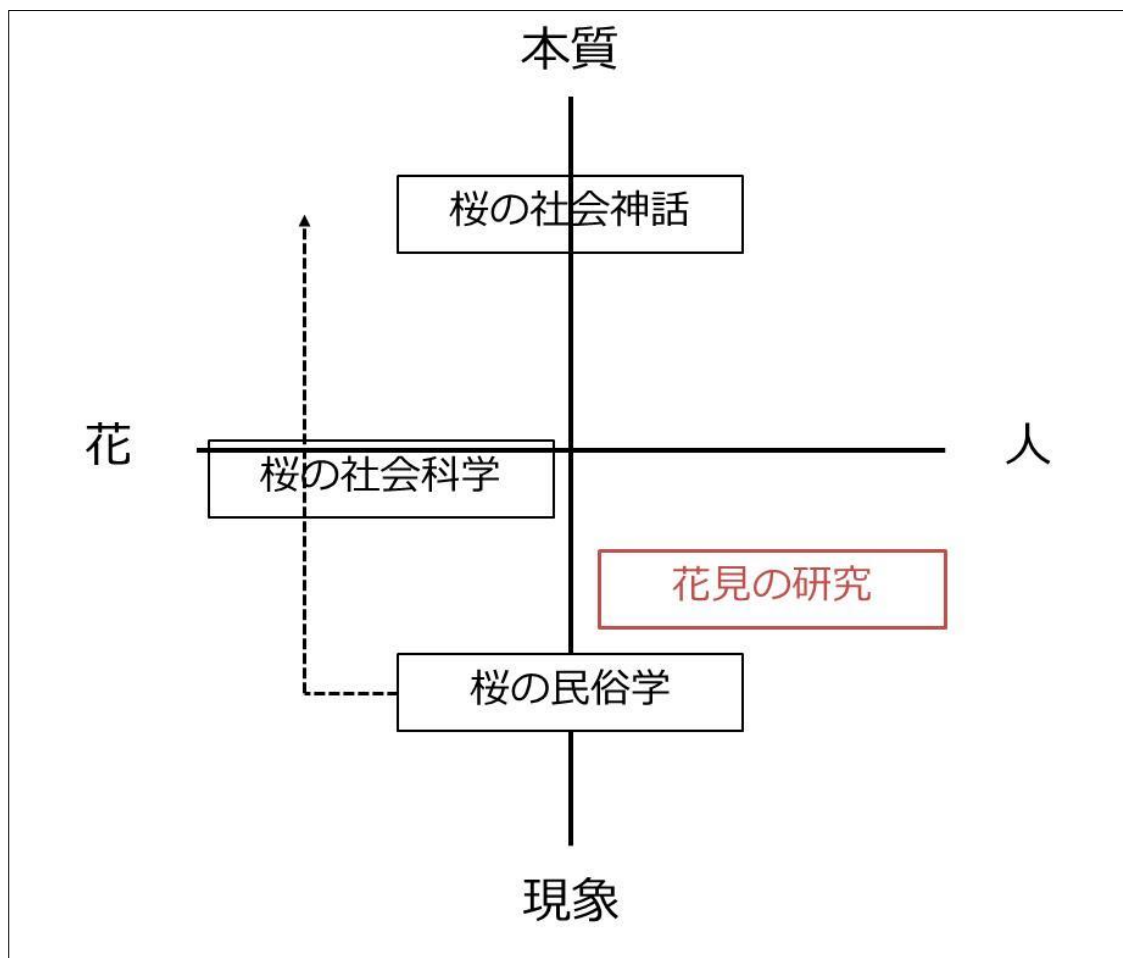 本質
桜の社会神話
花
人
桜の社会科学
花見の研究
桜の民俗学
現象